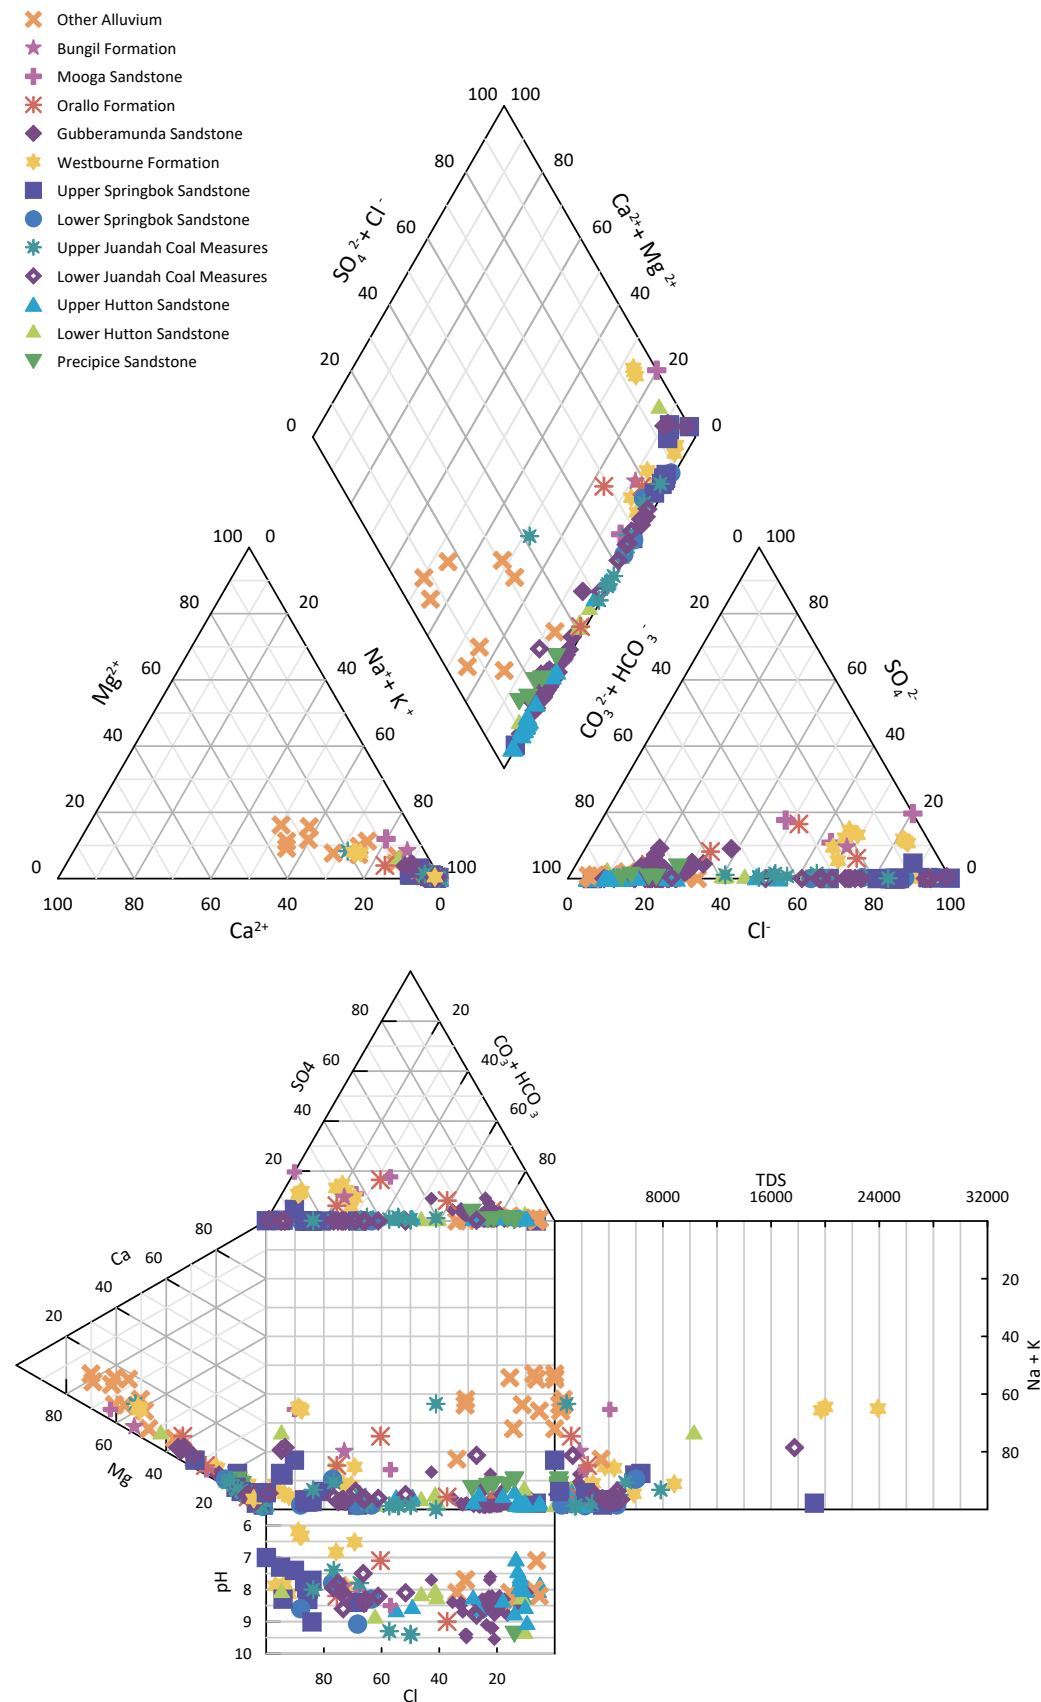 Other Alluvium
Bungil Formation
Mooga Sandstone
Orallo Formation
Gubberamunda Sandstone
Westbourne Formation
Upper Springbok Sandstone
Lower Springbok Sandstone
Upper Juandah Coal Measures
Lower Juandah Coal Measures
Upper Hutton Sandstone
Lower Hutton Sandstone
Precipice Sandstone
100 100
80 80
60 60
40 40
20 20
0 0
SO₄²⁻+ Cl⁻
Ca²⁺+ Mg²⁺
100 0
80 20
60 40
40 60
20 80
0 100
Mg²⁺
Na⁺+ K⁺
100 80 60 40 20 0
Ca²⁺
0 100
20 80
40 60
60 40
80 20
100 0
CO₃²⁻+ HCO₃⁻
SO₄²⁻
0 20 40 60 80 100
Cl⁻
80 20
60 40
40 60
20 80
SO4
CO₃+ HCO₃
TDS
8000 16000 24000 32000
80
60
40
20
Ca
80
60
40
20
Mg
20
40
60
80
Na + K
6
7
8
9
10
pH
80 60 40 20
Cl